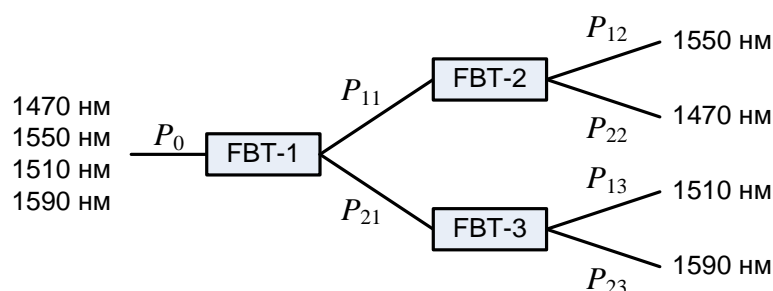 1470 нм
1550 нм
1510 нм
1590 нм
P₀
FBT-1
P₁₁
P₂₁
FBT-2
P₁₂
1550 нм
P₂₂
1470 нм
FBT-3
P₁₃
1510 нм
P₂₃
1590 нм